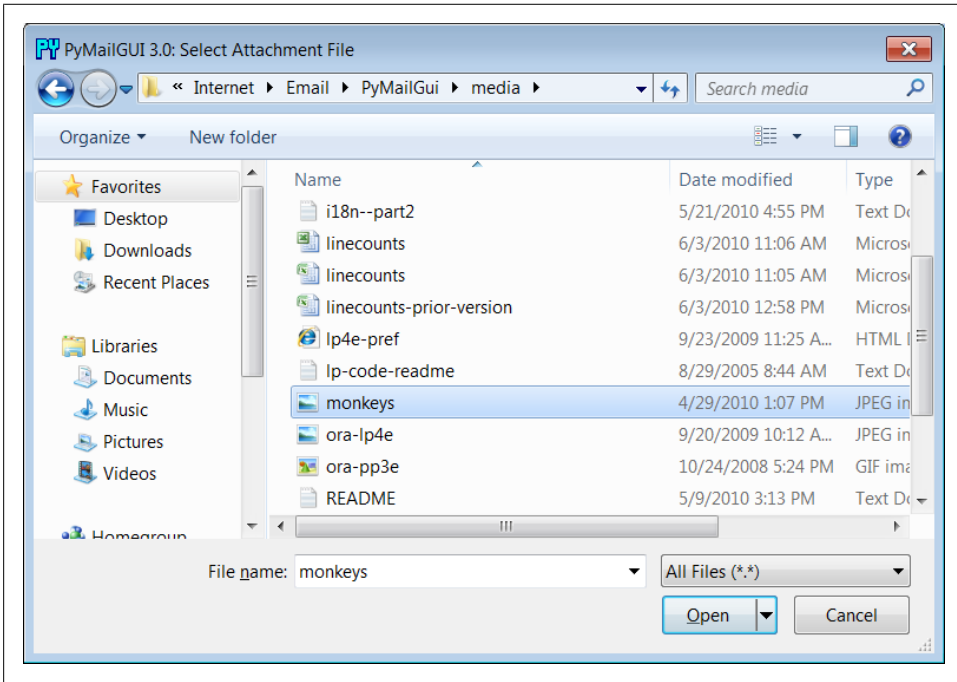 PY PyMailGUI 3.0: Select Attachment File
« Internet Email PyMailGui media Search media
Organize New folder
Favorites
Desktop
Downloads
Recent Places
Libraries
Documents
Music
Pictures
Videos
Homegroup
Name Date modified Type
i18n--part2 5/21/2010 4:55 PM Text Do
linecounts 6/3/2010 11:06 AM Micros
linecounts 6/3/2010 11:05 AM Micros
linecounts-prior-version 6/3/2010 12:58 PM Micros
lp4e-pref 9/23/2009 11:25 A... HTML
lp-code-readme 8/29/2005 8:44 AM Text Do
monkeys 4/29/2010 1:07 PM JPEG in
ora-lp4e 9/20/2009 10:12 A... JPEG in
ora-pp3e 10/24/2008 5:24 PM GIF ima
README 5/9/2010 3:13 PM Text Do
File name: monkeys All Files (*.*)
Open Cancel